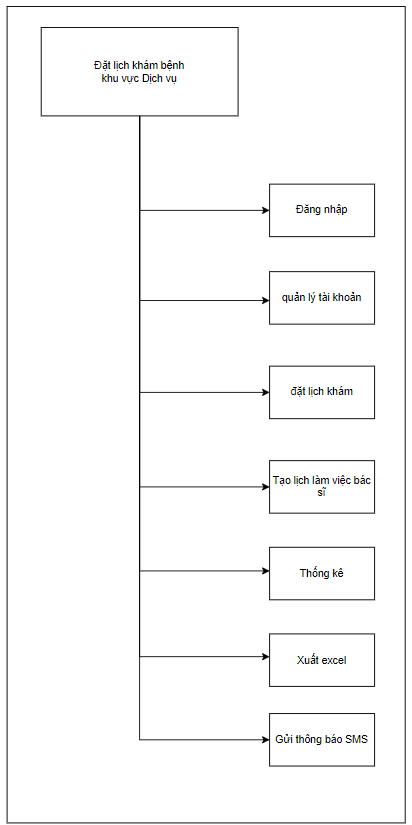 Đặt lịch khám bệnh
khu vực Dịch vụ
Đăng nhập
quản lý tài khoản
đặt lịch khám
Tạo lịch làm việc bác
sĩ
Thống kê
Xuất excel
Gửi thông báo SMS